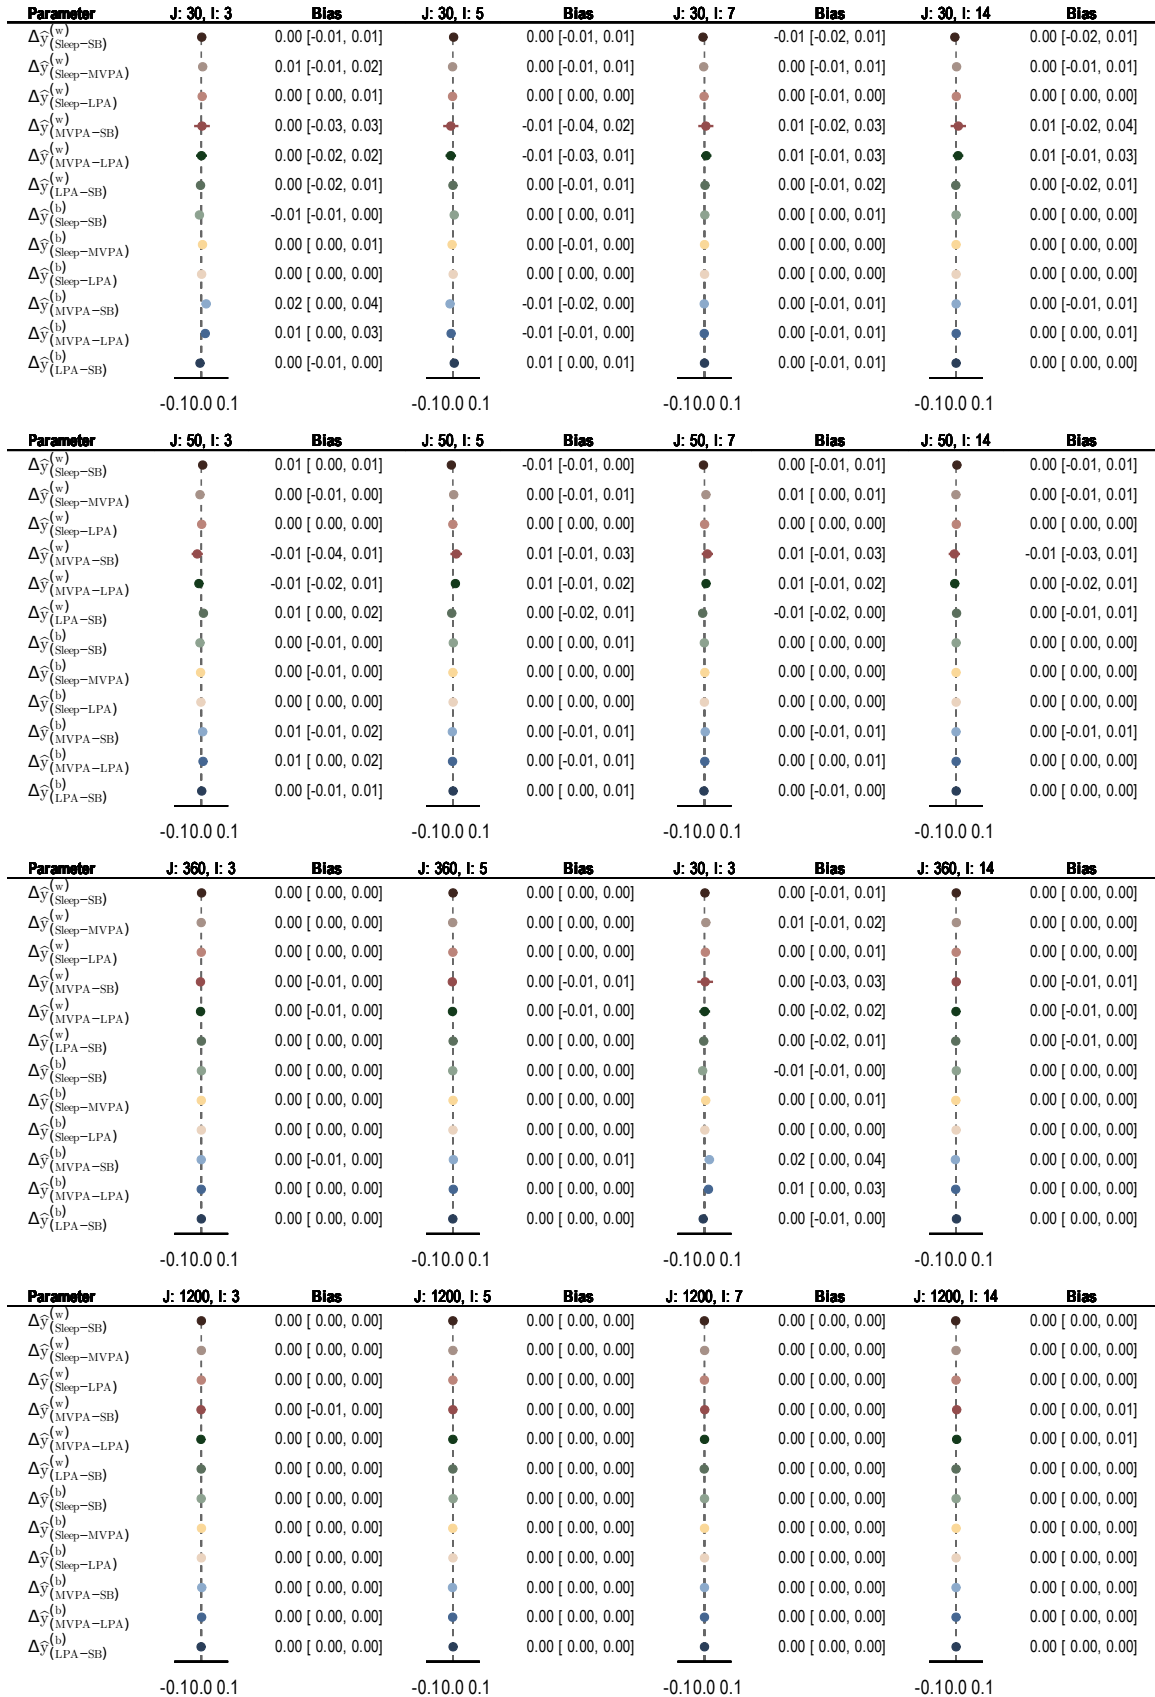 Parameter J: 30, I: 3 Bias J: 30, I: 5 Bias J: 30, I: 7 Bias J: 30, I: 14 Bias
Δŷ(Sleep−SB)(w) 0.00 [-0.01, 0.01] 0.00 [-0.01, 0.01] -0.01 [-0.02, 0.01] 0.00 [-0.02, 0.01]
Δŷ(Sleep−MVPA)(w) 0.01 [-0.01, 0.02] 0.00 [-0.01, 0.01] 0.00 [-0.01, 0.01] 0.00 [-0.01, 0.01]
Δŷ(Sleep−LPA)(w) 0.00 [ 0.00, 0.01] 0.00 [ 0.00, 0.00] 0.00 [-0.01, 0.00] 0.00 [ 0.00, 0.00]
Δŷ(MVPA−SB)(w) 0.00 [-0.03, 0.03] -0.01 [-0.04, 0.02] 0.01 [-0.02, 0.03] 0.01 [-0.02, 0.04]
Δŷ(MVPA−LPA)(w) 0.00 [-0.02, 0.02] -0.01 [-0.03, 0.01] 0.01 [-0.01, 0.03] 0.01 [-0.01, 0.03]
Δŷ(LPA−SB)(w) 0.00 [-0.02, 0.01] 0.00 [-0.01, 0.01] 0.00 [-0.01, 0.02] 0.00 [-0.02, 0.01]
Δŷ(Sleep−SB)(b) -0.01 [-0.01, 0.00] 0.00 [ 0.00, 0.01] 0.00 [ 0.00, 0.01] 0.00 [ 0.00, 0.00]
Δŷ(Sleep−MVPA)(b) 0.00 [ 0.00, 0.01] 0.00 [-0.01, 0.00] 0.00 [ 0.00, 0.00] 0.00 [ 0.00, 0.00]
Δŷ(Sleep−LPA)(b) 0.00 [ 0.00, 0.00] 0.00 [ 0.00, 0.00] 0.00 [ 0.00, 0.00] 0.00 [ 0.00, 0.00]
Δŷ(MVPA−SB)(b) 0.02 [ 0.00, 0.04] -0.01 [-0.02, 0.00] 0.00 [-0.01, 0.01] 0.00 [-0.01, 0.01]
Δŷ(MVPA−LPA)(b) 0.01 [ 0.00, 0.03] -0.01 [-0.01, 0.00] 0.00 [-0.01, 0.01] 0.00 [ 0.00, 0.01]
Δŷ(LPA−SB)(b) 0.00 [-0.01, 0.00] 0.01 [ 0.00, 0.01] 0.00 [-0.01, 0.01] 0.00 [ 0.00, 0.00]
-0.10.0 0.1 -0.10.0 0.1 -0.10.0 0.1 -0.10.0 0.1
Parameter J: 50, I: 3 Bias J: 50, I: 5 Bias J: 50, I: 7 Bias J: 50, I: 14 Bias
Δŷ(Sleep−SB)(w) 0.01 [ 0.00, 0.01] -0.01 [-0.01, 0.00] 0.00 [-0.01, 0.01] 0.00 [-0.01, 0.01]
Δŷ(Sleep−MVPA)(w) 0.00 [-0.01, 0.00] 0.00 [-0.01, 0.01] 0.01 [ 0.00, 0.01] 0.00 [-0.01, 0.01]
Δŷ(Sleep−LPA)(w) 0.00 [ 0.00, 0.00] 0.00 [ 0.00, 0.00] 0.00 [ 0.00, 0.00] 0.00 [ 0.00, 0.00]
Δŷ(MVPA−SB)(w) -0.01 [-0.04, 0.01] 0.01 [-0.01, 0.03] 0.01 [-0.01, 0.03] -0.01 [-0.03, 0.01]
Δŷ(MVPA−LPA)(w) -0.01 [-0.02, 0.01] 0.01 [-0.01, 0.02] 0.01 [-0.01, 0.02] 0.00 [-0.02, 0.01]
Δŷ(LPA−SB)(w) 0.01 [ 0.00, 0.02] 0.00 [-0.02, 0.01] -0.01 [-0.02, 0.00] 0.00 [-0.01, 0.01]
Δŷ(Sleep−SB)(b) 0.00 [-0.01, 0.00] 0.00 [ 0.00, 0.01] 0.00 [ 0.00, 0.00] 0.00 [ 0.00, 0.00]
Δŷ(Sleep−MVPA)(b) 0.00 [-0.01, 0.00] 0.00 [ 0.00, 0.00] 0.00 [ 0.00, 0.00] 0.00 [ 0.00, 0.00]
Δŷ(Sleep−LPA)(b) 0.00 [ 0.00, 0.00] 0.00 [ 0.00, 0.00] 0.00 [ 0.00, 0.00] 0.00 [ 0.00, 0.00]
Δŷ(MVPA−SB)(b) 0.01 [-0.01, 0.02] 0.00 [-0.01, 0.01] 0.00 [-0.01, 0.01] 0.00 [-0.01, 0.01]
Δŷ(MVPA−LPA)(b) 0.01 [ 0.00, 0.02] 0.00 [-0.01, 0.01] 0.00 [ 0.00, 0.01] 0.00 [ 0.00, 0.00]
Δŷ(LPA−SB)(b) 0.00 [-0.01, 0.01] 0.00 [ 0.00, 0.01] 0.00 [-0.01, 0.00] 0.00 [ 0.00, 0.00]
-0.10.0 0.1 -0.10.0 0.1 -0.10.0 0.1 -0.10.0 0.1
Parameter J: 360, I: 3 Bias J: 360, I: 5 Bias J: 30, I: 3 Bias J: 360, I: 14 Bias
Δŷ(Sleep−SB)(w) 0.00 [ 0.00, 0.00] 0.00 [ 0.00, 0.00] 0.00 [-0.01, 0.01] 0.00 [ 0.00, 0.00]
Δŷ(Sleep−MVPA)(w) 0.00 [ 0.00, 0.00] 0.00 [ 0.00, 0.00] 0.01 [-0.01, 0.02] 0.00 [ 0.00, 0.00]
Δŷ(Sleep−LPA)(w) 0.00 [ 0.00, 0.00] 0.00 [ 0.00, 0.00] 0.00 [ 0.00, 0.01] 0.00 [ 0.00, 0.00]
Δŷ(MVPA−SB)(w) 0.00 [-0.01, 0.00] 0.00 [-0.01, 0.01] 0.00 [-0.03, 0.03] 0.00 [-0.01, 0.01]
Δŷ(MVPA−LPA)(w) 0.00 [-0.01, 0.00] 0.00 [-0.01, 0.00] 0.00 [-0.02, 0.02] 0.00 [-0.01, 0.00]
Δŷ(LPA−SB)(w) 0.00 [ 0.00, 0.00] 0.00 [ 0.00, 0.00] 0.00 [-0.02, 0.01] 0.00 [-0.01, 0.00]
Δŷ(Sleep−SB)(b) 0.00 [ 0.00, 0.00] 0.00 [ 0.00, 0.00] -0.01 [-0.01, 0.00] 0.00 [ 0.00, 0.00]
Δŷ(Sleep−MVPA)(b) 0.00 [ 0.00, 0.00] 0.00 [ 0.00, 0.00] 0.00 [ 0.00, 0.01] 0.00 [ 0.00, 0.00]
Δŷ(Sleep−LPA)(b) 0.00 [ 0.00, 0.00] 0.00 [ 0.00, 0.00] 0.00 [ 0.00, 0.00] 0.00 [ 0.00, 0.00]
Δŷ(MVPA−SB)(b) 0.00 [-0.01, 0.00] 0.00 [ 0.00, 0.01] 0.02 [ 0.00, 0.04] 0.00 [ 0.00, 0.00]
Δŷ(MVPA−LPA)(b) 0.00 [ 0.00, 0.00] 0.00 [ 0.00, 0.00] 0.01 [ 0.00, 0.03] 0.00 [ 0.00, 0.00]
Δŷ(LPA−SB)(b) 0.00 [ 0.00, 0.00] 0.00 [ 0.00, 0.00] 0.00 [-0.01, 0.00] 0.00 [ 0.00, 0.00]
-0.10.0 0.1 -0.10.0 0.1 -0.10.0 0.1 -0.10.0 0.1
Parameter J: 1200, I: 3 Bias J: 1200, I: 5 Bias J: 1200, I: 7 Bias J: 1200, I: 14 Bias
Δŷ(Sleep−SB)(w) 0.00 [ 0.00, 0.00] 0.00 [ 0.00, 0.00] 0.00 [ 0.00, 0.00] 0.00 [ 0.00, 0.00]
Δŷ(Sleep−MVPA)(w) 0.00 [ 0.00, 0.00] 0.00 [ 0.00, 0.00] 0.00 [ 0.00, 0.00] 0.00 [ 0.00, 0.00]
Δŷ(Sleep−LPA)(w) 0.00 [ 0.00, 0.00] 0.00 [ 0.00, 0.00] 0.00 [ 0.00, 0.00] 0.00 [ 0.00, 0.00]
Δŷ(MVPA−SB)(w) 0.00 [-0.01, 0.00] 0.00 [ 0.00, 0.00] 0.00 [ 0.00, 0.00] 0.00 [ 0.00, 0.01]
Δŷ(MVPA−LPA)(w) 0.00 [ 0.00, 0.00] 0.00 [ 0.00, 0.00] 0.00 [ 0.00, 0.00] 0.00 [ 0.00, 0.01]
Δŷ(LPA−SB)(w) 0.00 [ 0.00, 0.00] 0.00 [ 0.00, 0.00] 0.00 [ 0.00, 0.00] 0.00 [ 0.00, 0.00]
Δŷ(Sleep−SB)(b) 0.00 [ 0.00, 0.00] 0.00 [ 0.00, 0.00] 0.00 [ 0.00, 0.00] 0.00 [ 0.00, 0.00]
Δŷ(Sleep−MVPA)(b) 0.00 [ 0.00, 0.00] 0.00 [ 0.00, 0.00] 0.00 [ 0.00, 0.00] 0.00 [ 0.00, 0.00]
Δŷ(Sleep−LPA)(b) 0.00 [ 0.00, 0.00] 0.00 [ 0.00, 0.00] 0.00 [ 0.00, 0.00] 0.00 [ 0.00, 0.00]
Δŷ(MVPA−SB)(b) 0.00 [ 0.00, 0.00] 0.00 [ 0.00, 0.00] 0.00 [ 0.00, 0.00] 0.00 [ 0.00, 0.00]
Δŷ(MVPA−LPA)(b) 0.00 [ 0.00, 0.00] 0.00 [ 0.00, 0.00] 0.00 [ 0.00, 0.00] 0.00 [ 0.00, 0.00]
Δŷ(LPA−SB)(b) 0.00 [ 0.00, 0.00] 0.00 [ 0.00, 0.00] 0.00 [ 0.00, 0.00] 0.00 [ 0.00, 0.00]
-0.10.0 0.1 -0.10.0 0.1 -0.10.0 0.1 -0.10.0 0.1